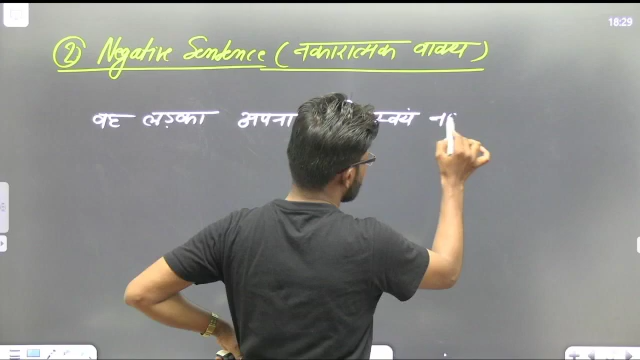 18:29
② Negative Sentence (नकारात्मक वाक्य)
वह लड़का अपना स्वयं